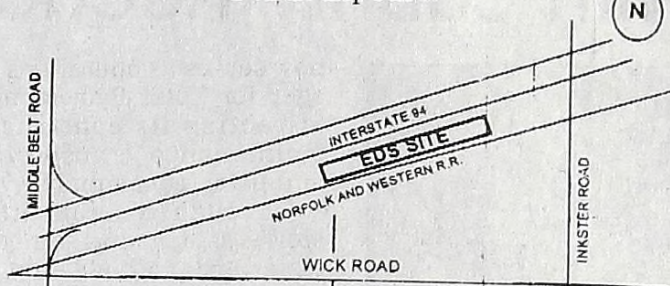 N
MIDDLE BELT ROAD
INTERSTATE 94
EDS SITE
NORFOLK AND WESTERN R.R.
INKSTER ROAD
WICK ROAD